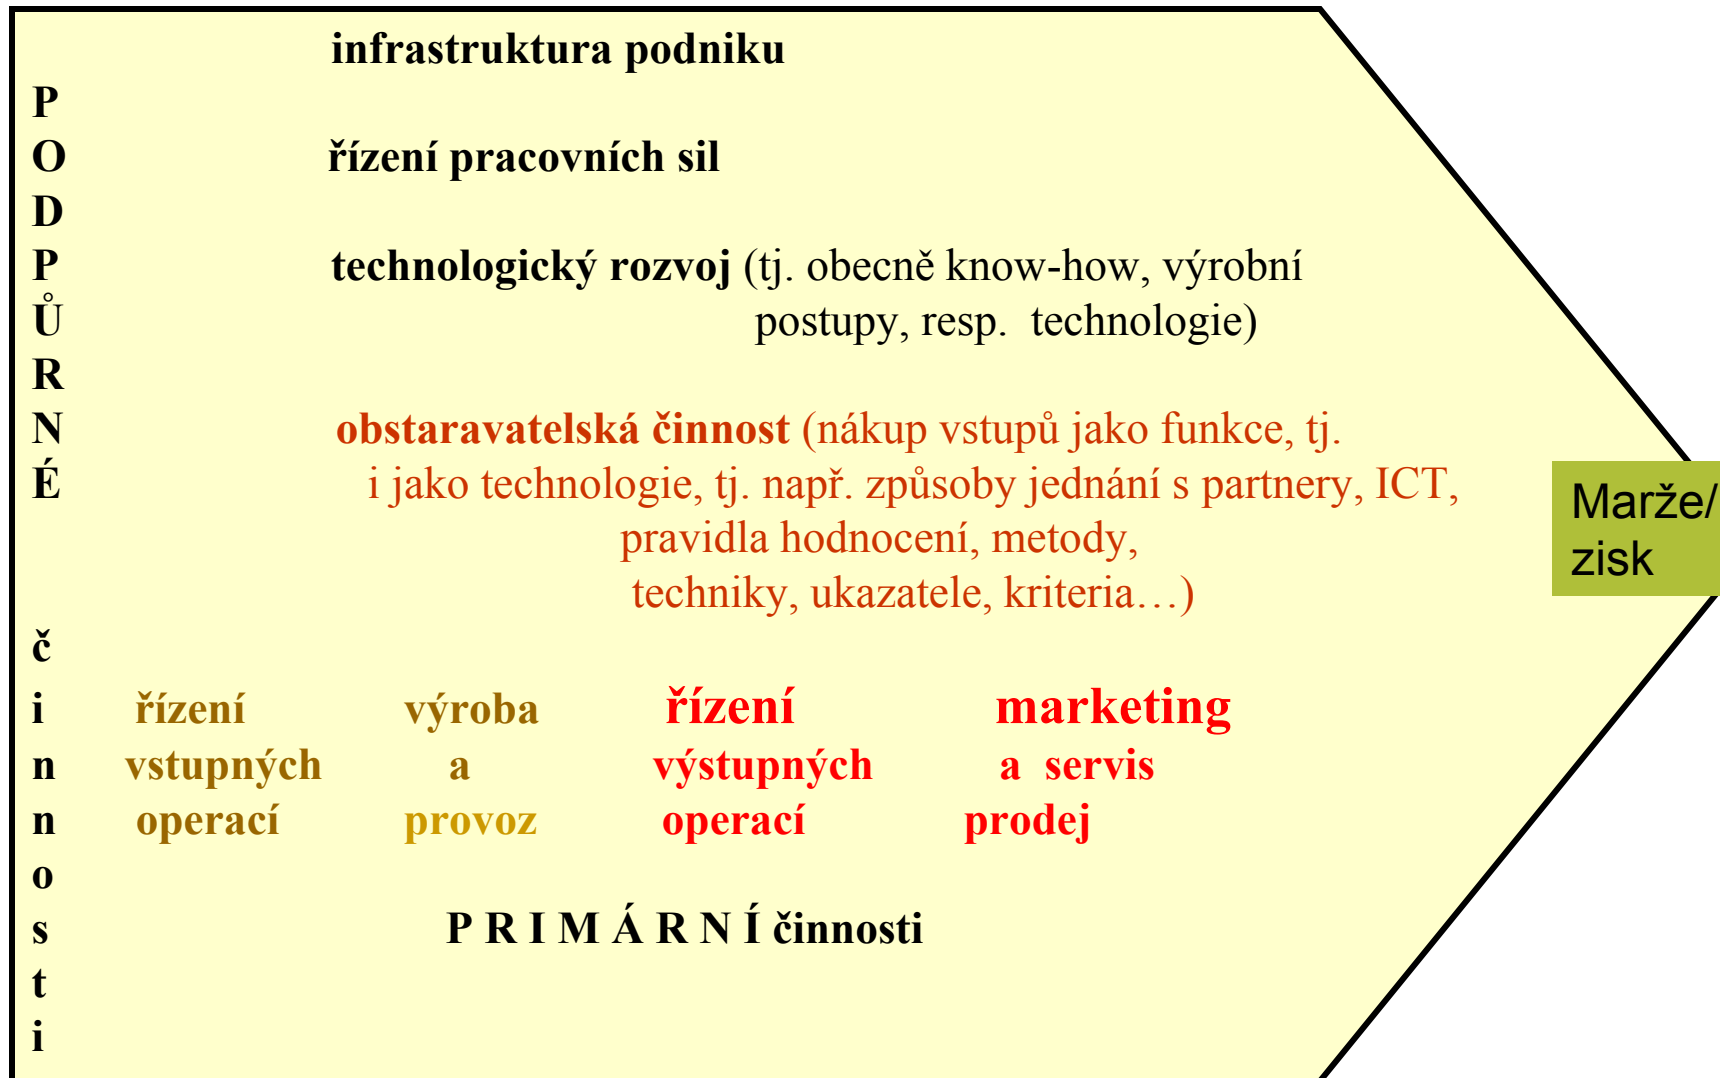 infrastruktura podniku
P
O řízení pracovních sil
D
P technologický rozvoj (tj. obecně know-how, výrobní
Ů postupy, resp. technologie)
R
N obstaravatelská činnost (nákup vstupů jako funkce, tj.
É i jako technologie, tj. např. způsoby jednání s partnery, ICT,
pravidla hodnocení, metody,
techniky, ukazatele, kriteria…)
Marže/
zisk
č
i řízení výroba řízení marketing
n vstupných a výstupných a servis
n operací provoz operací prodej
o
s P R I M Á R N Í činnosti
t
i